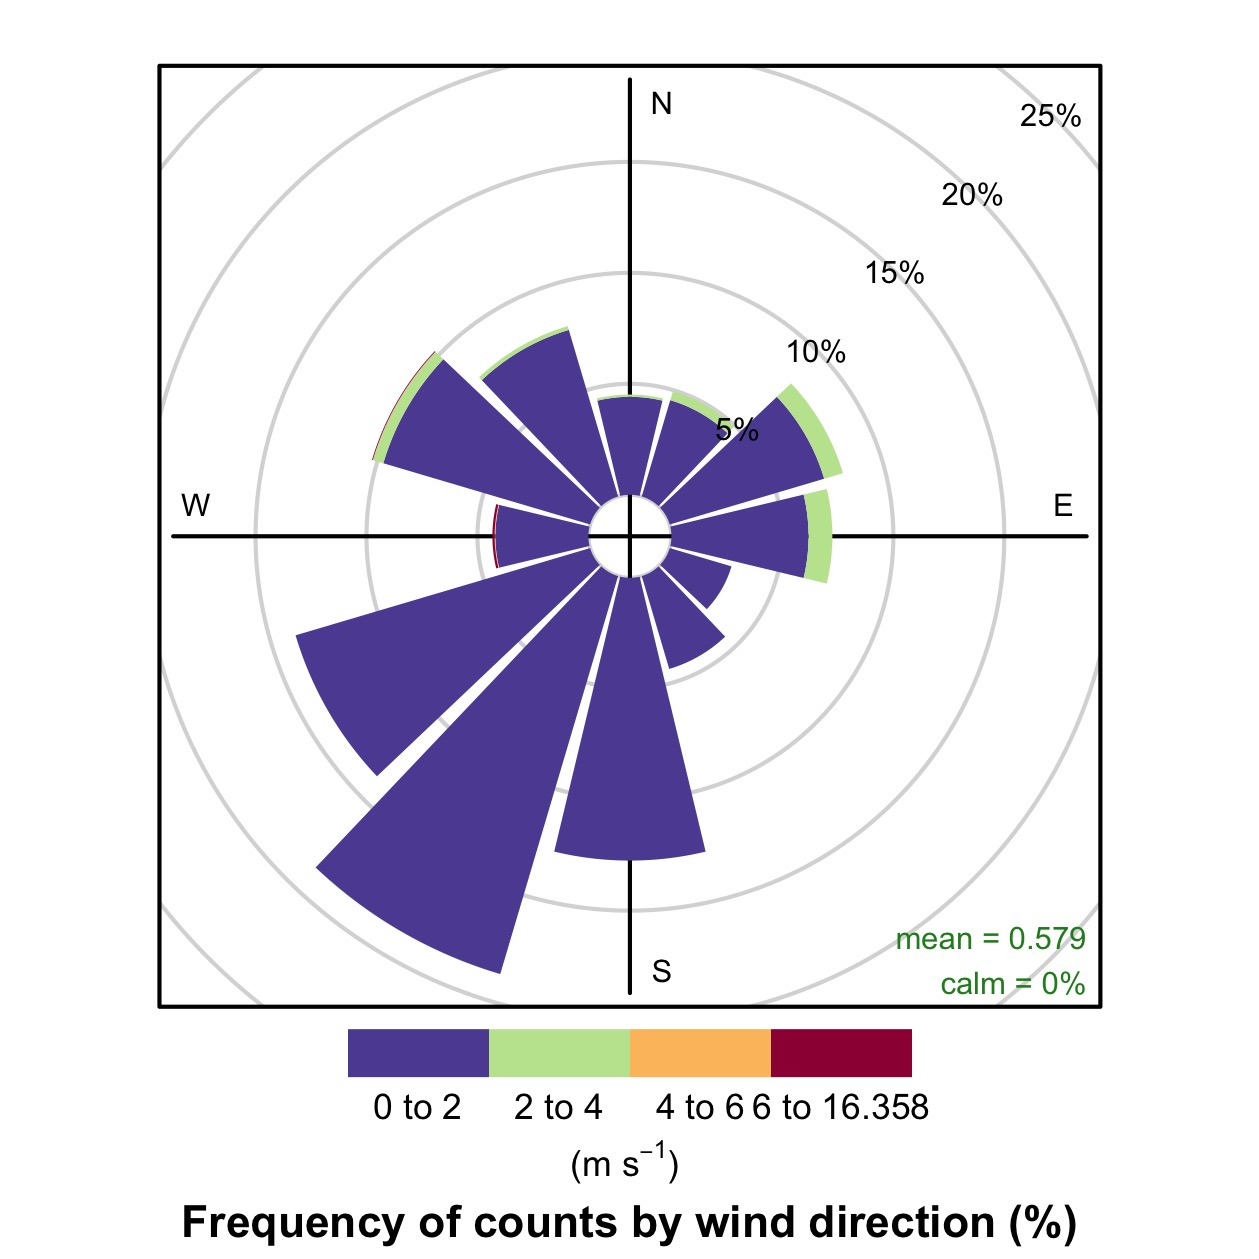 N
25%
20%
15%
10%
5%
W
E
S
mean = 0.579
calm = 0%
0 to 2 2 to 4 4 to 6 6 to 16.358
(m s⁻¹)
Frequency of counts by wind direction (%)